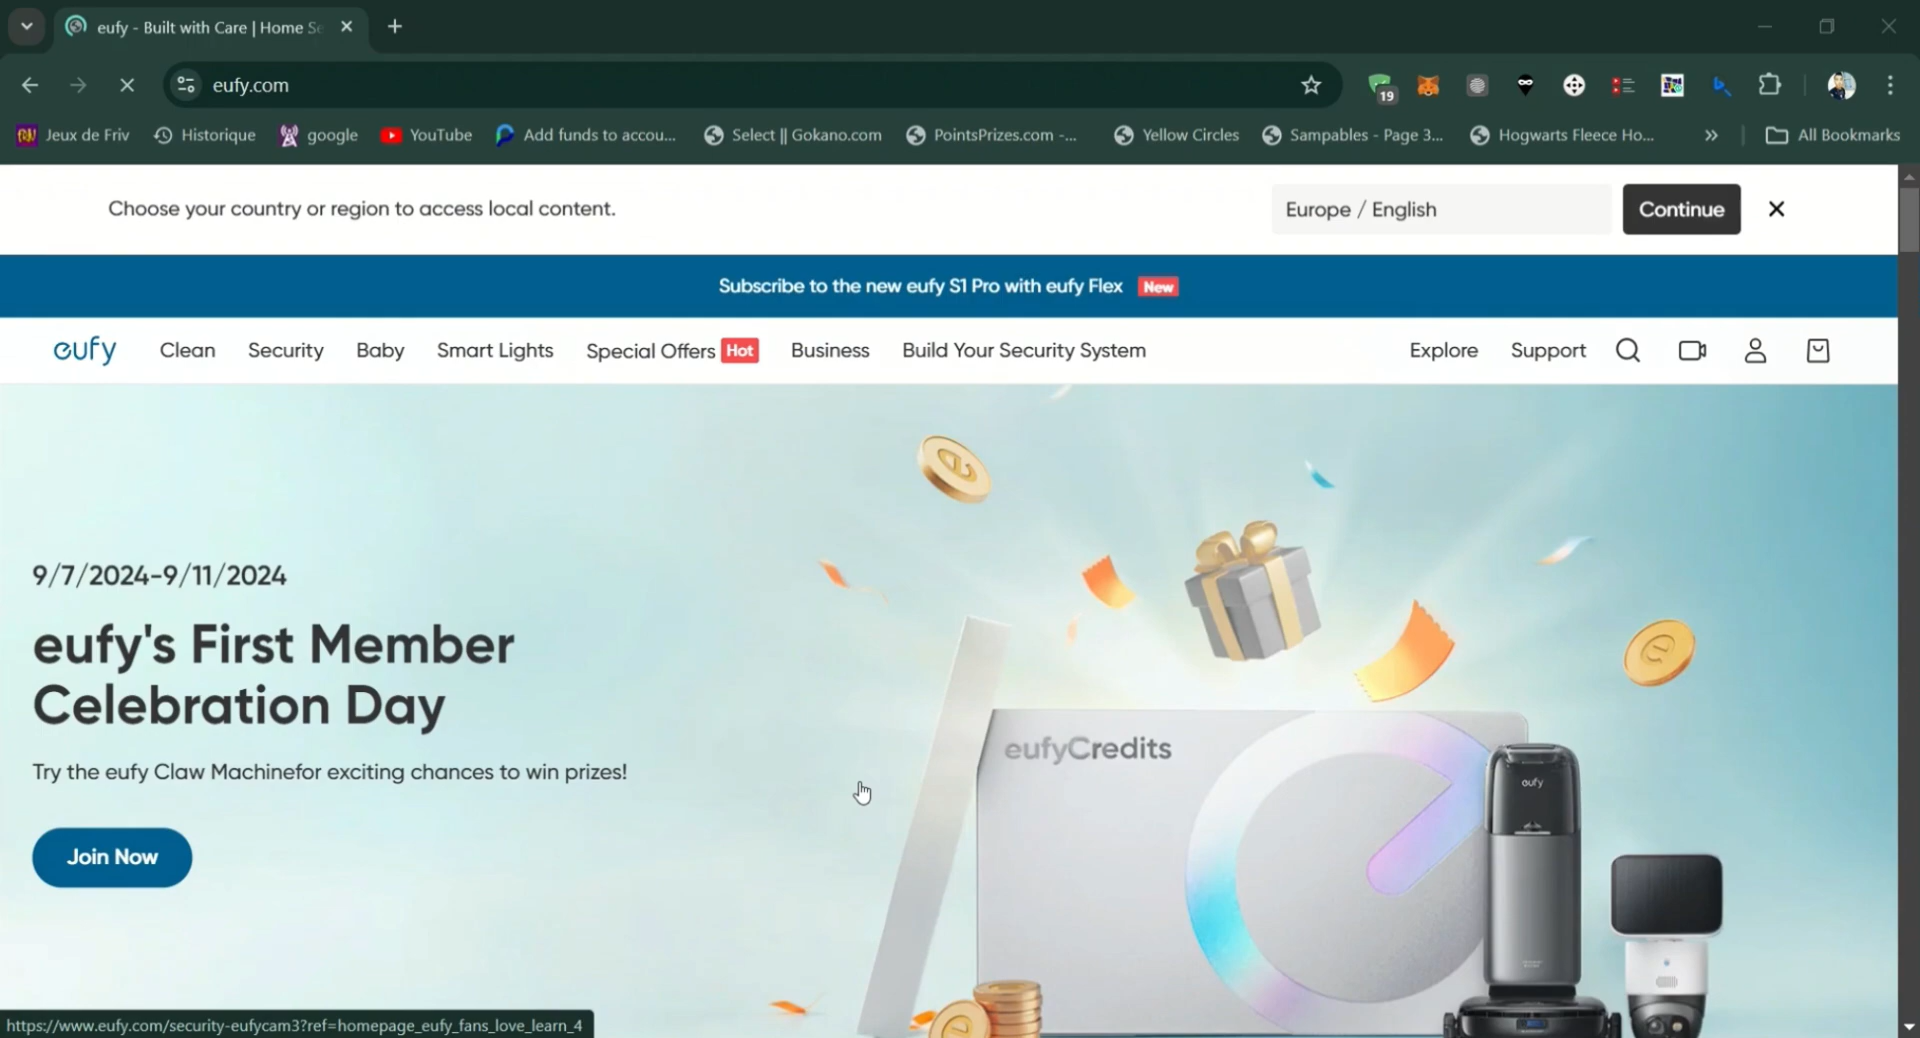 eufy - Built with Care | Home Se
eufy.com
19
Jeux de Friv
Historique
google
YouTube
Add funds to accou...
Select || Gokano.com
PointsPrizes.com -...
Yellow Circles
Sampables - Page 3...
Hogwarts Fleece Ho...
»
All Bookmarks
Choose your country or region to access local content.
Europe / English
Continue
Subscribe to the new eufy S1 Pro with eufy Flex New
eufy
Clean
Security
Baby
Smart Lights
Special Offers Hot
Business
Build Your Security System
Explore
Support
9/7/2024-9/11/2024
eufy's First Member
Celebration Day
Try the eufy Claw Machinefor exciting chances to win prizes!
Join Now
eufyCredits
eufy
https://www.eufy.com/security-eufycam3?ref=homepage_eufy_fans_love_learn_4